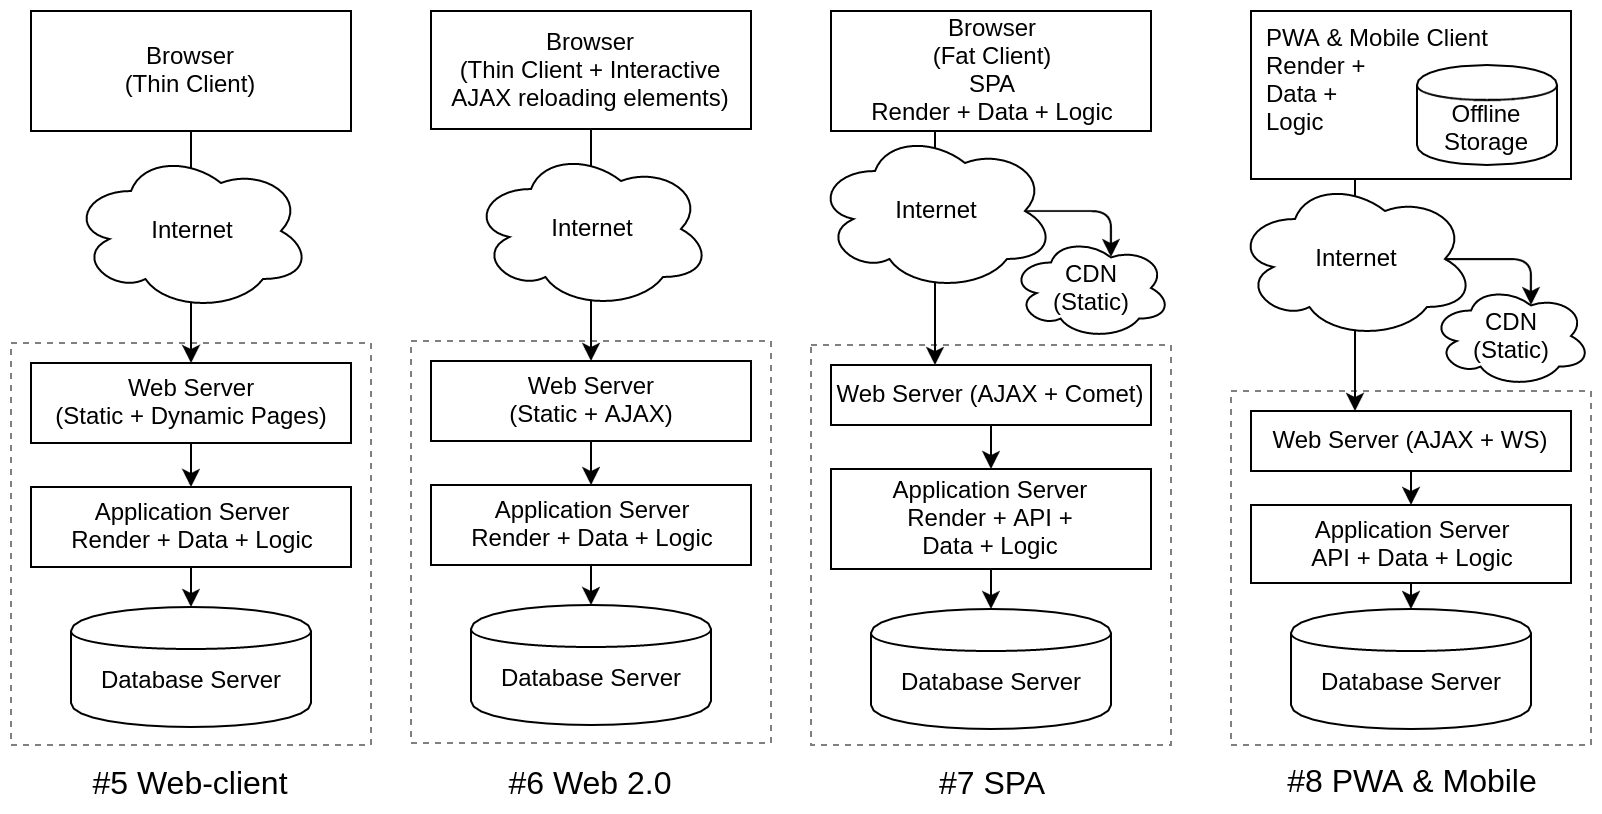 Browser
(Thin Client)
Internet
Web Server
(Static + Dynamic Pages)
Application Server
Render + Data + Logic
Database Server
#5 Web-client
Browser
(Thin Client + Interactive
AJAX reloading elements)
Internet
Web Server
(Static + AJAX)
Application Server
Render + Data + Logic
Database Server
#6 Web 2.0
Browser
(Fat Client)
SPA
Render + Data + Logic
Internet
CDN
(Static)
Web Server (AJAX + Comet)
Application Server
Render + API +
Data + Logic
Database Server
#7 SPA
PWA & Mobile Client
Render +
Data +
Logic
Offline
Storage
Internet
CDN
(Static)
Web Server (AJAX + WS)
Application Server
API + Data + Logic
Database Server
#8 PWA & Mobile